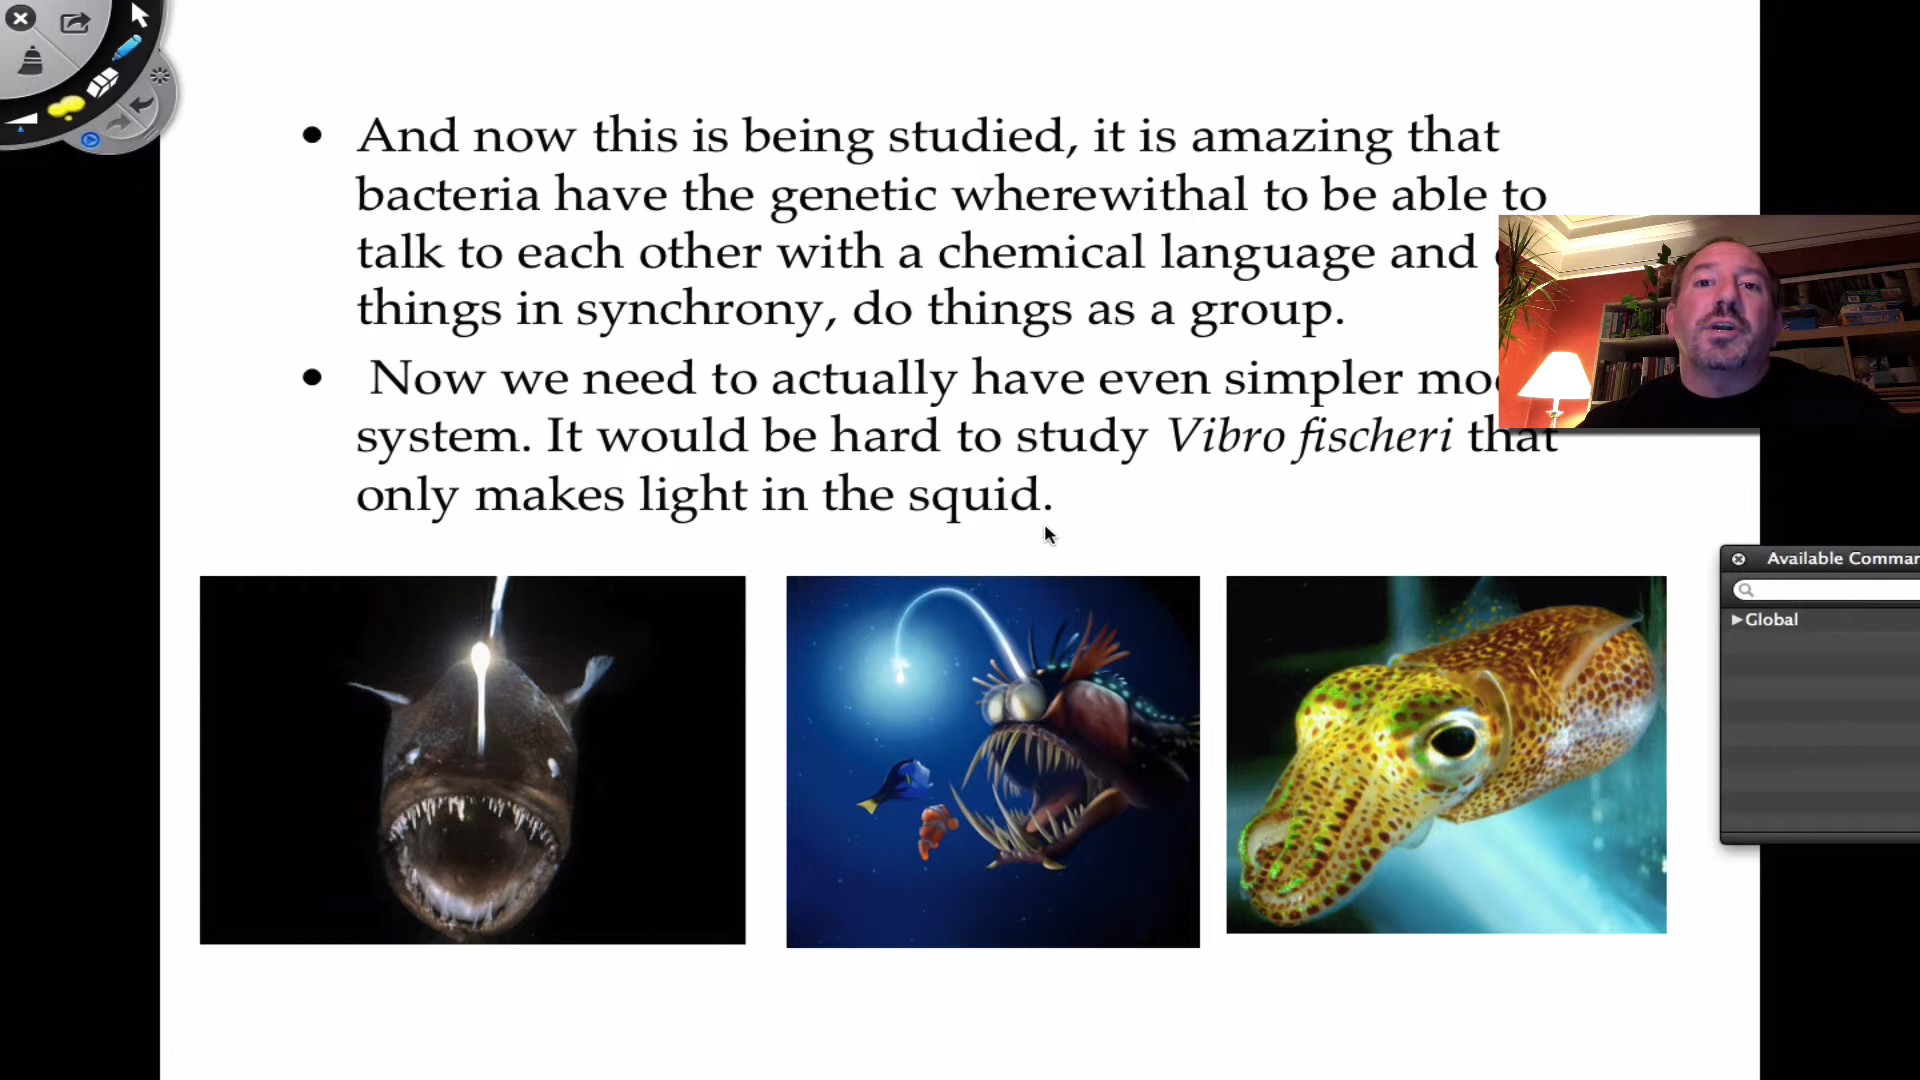 • And now this is being studied, it is amazing that
bacteria have the genetic wherewithal to be able to
talk to each other with a chemical language and
things in synchrony, do things as a group.
• Now we need to actually have even simpler
system. It would be hard to study Vibro fischeri that
only makes light in the squid.
Available
Global